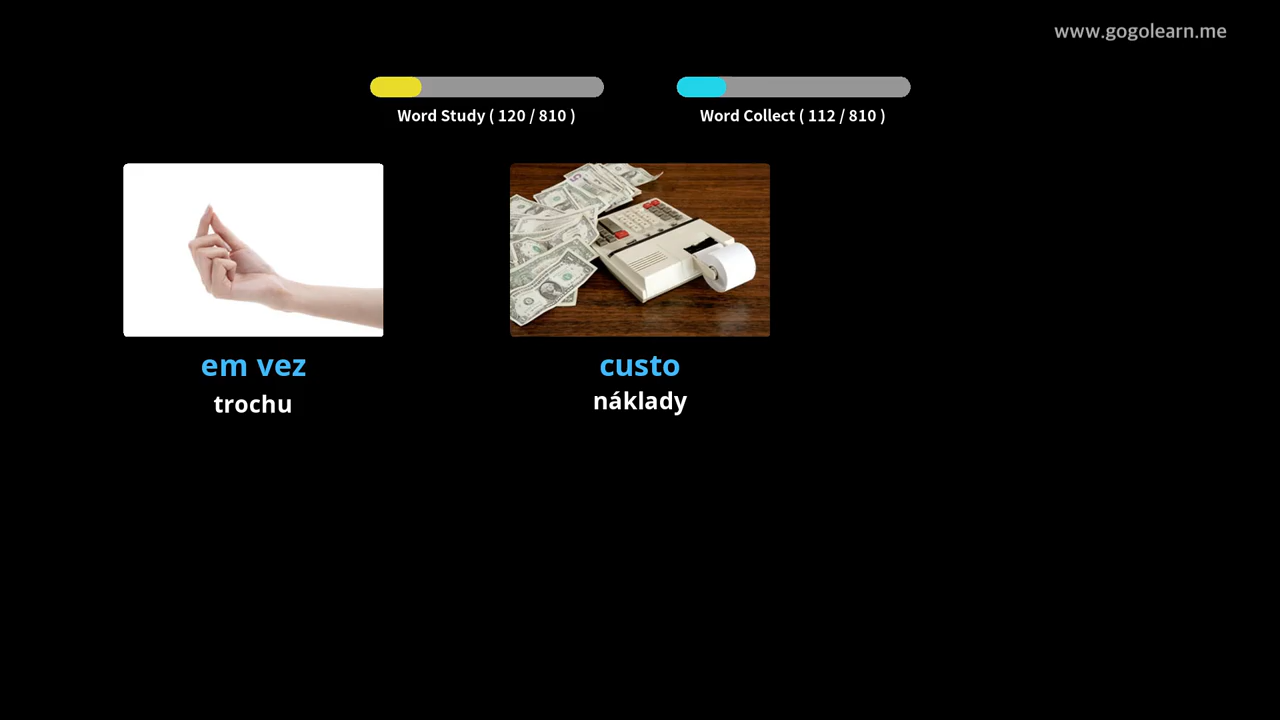 www.gogolearn.me
Word Study ( 120 / 810 )
Word Collect ( 112 / 810 )
em vez
trochu
custo
náklady